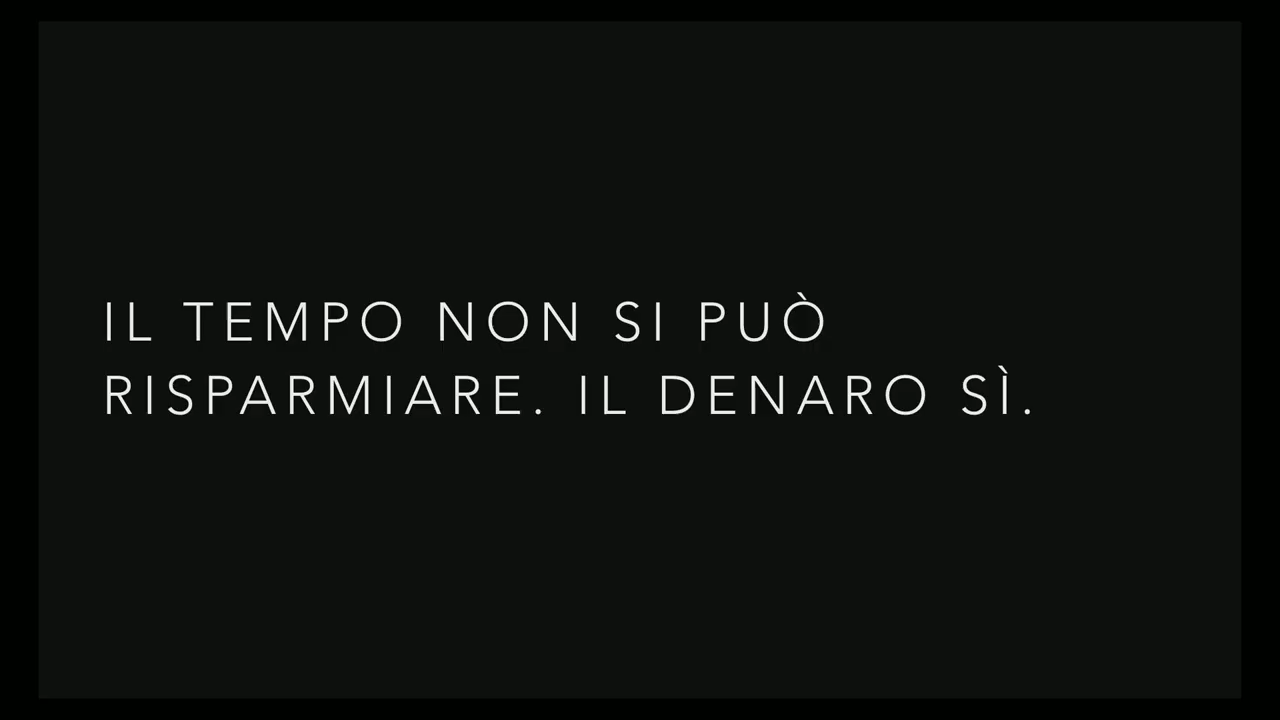 IL TEMPO NON SI PUÒ
RISPARMIARE. IL DENARO SÌ.